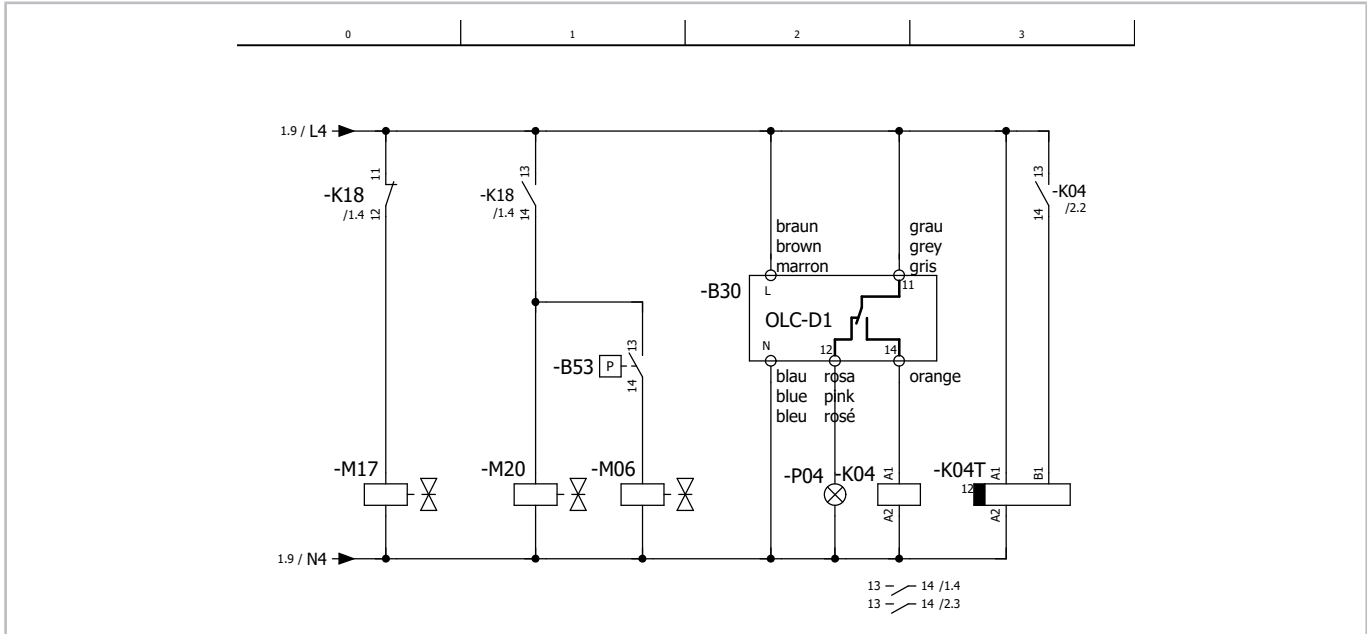 0
1
2
3
1.9 / L4
11
-K18
/1.4
12
13
-K18
/1.4
14
13
-K04
/2.2
14
braun
brown
marron
grau
grey
gris
-B30
L
11
OLC-D1
N
12
14
-B53
P
13
14
blau
blue
bleu
rosa
pink
rosé
orange
-M17
-M20
-M06
-P04
-K04
A1
A2
-K04T
12
A1
A2
B1
1.9 / N4
13
14 /1.4
13
14 /2.3